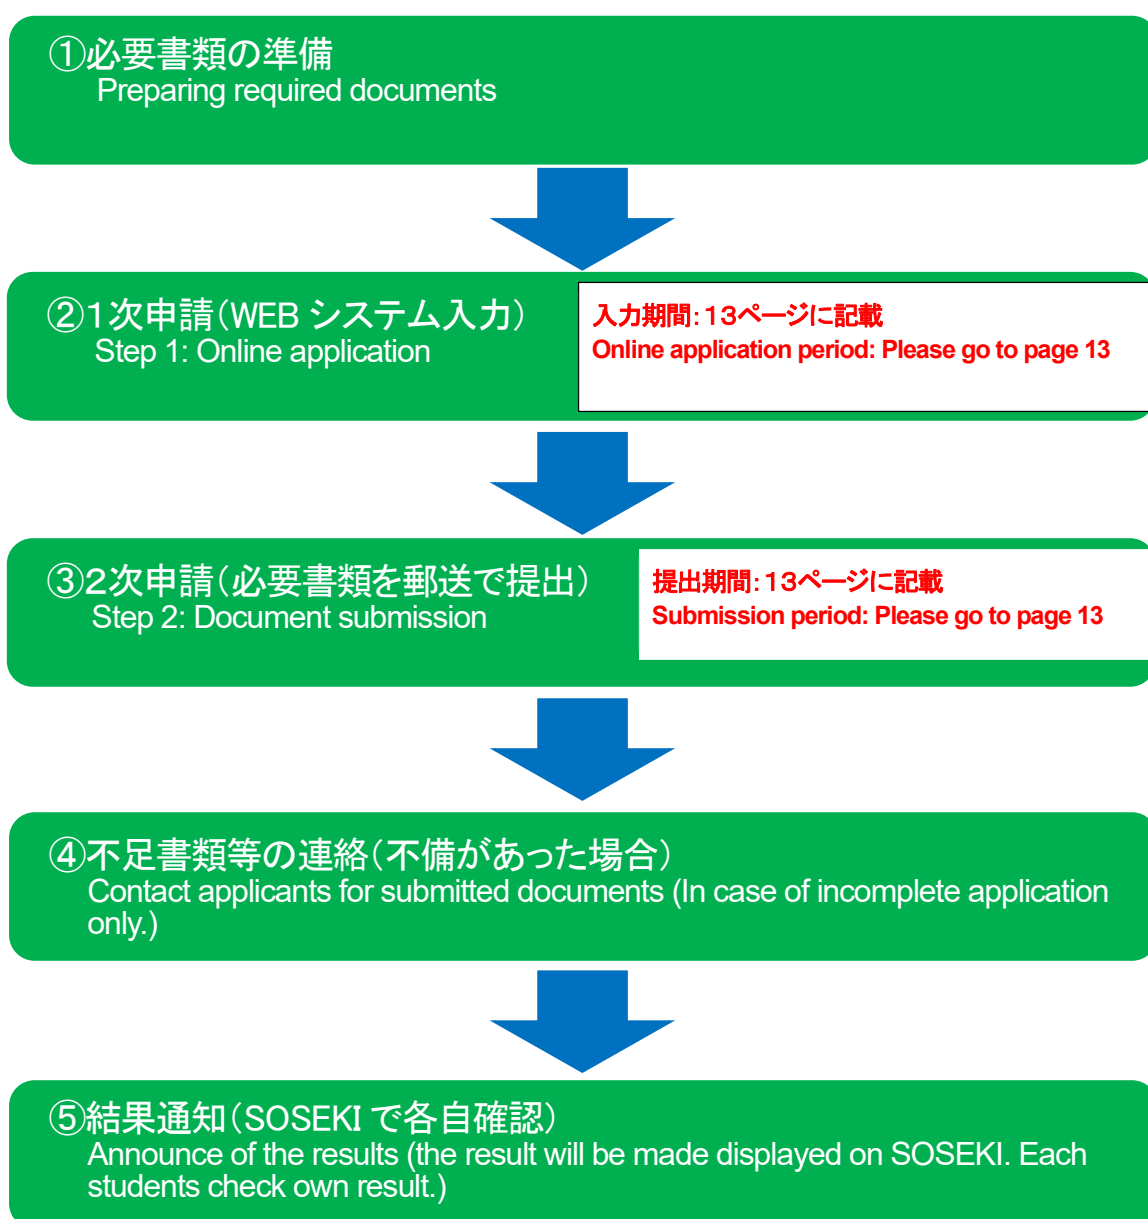 ①必要書類の準備
Preparing required documents
②1次申請(WEB システム入力)
Step 1: Online application
入力期間:13ページに記載
Online application period: Please go to page 13
③2次申請(必要書類を郵送で提出)
Step 2: Document submission
提出期間:13ページに記載
Submission period: Please go to page 13
④不足書類等の連絡(不備があった場合)
Contact applicants for submitted documents (In case of incomplete application
only.)
⑤結果通知(SOSEKI で各自確認)
Announce of the results (the result will be made displayed on SOSEKI. Each
students check own result.)